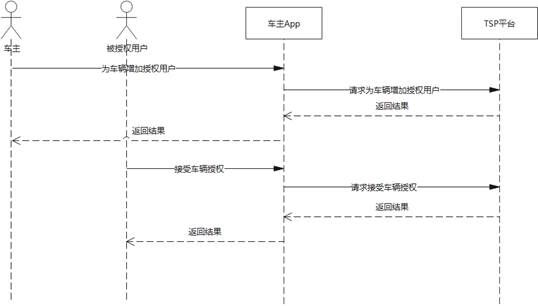 车主
被授权用户
车主App
TSP平台
为车辆增加授权用户
请求为车辆增加授权用户
返回结果
返回结果
接受车辆授权
请求接受车辆授权
返回结果
返回结果